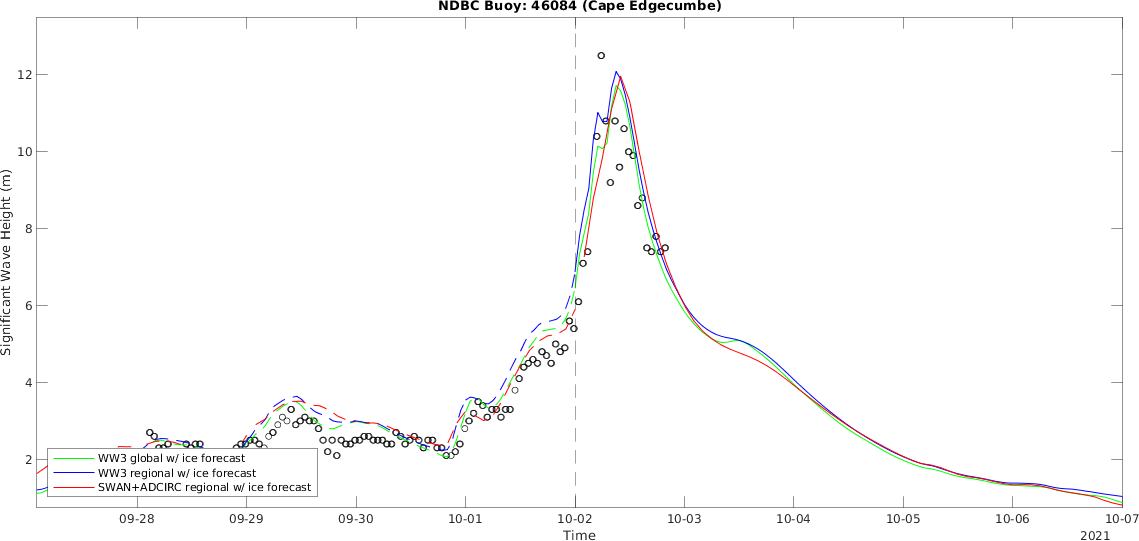 NDBC Buoy: 46084 (Cape Edgecumbe)
Significant Wave Height (m)
12
10
8
6
4
2
WW3 global w/ ice forecast
WW3 regional w/ ice forecast
SWAN+ADCIRC regional w/ ice forecast
09-28 09-29 09-30 10-01 10-02 10-03 10-04 10-05 10-06 10-07
Time
2021